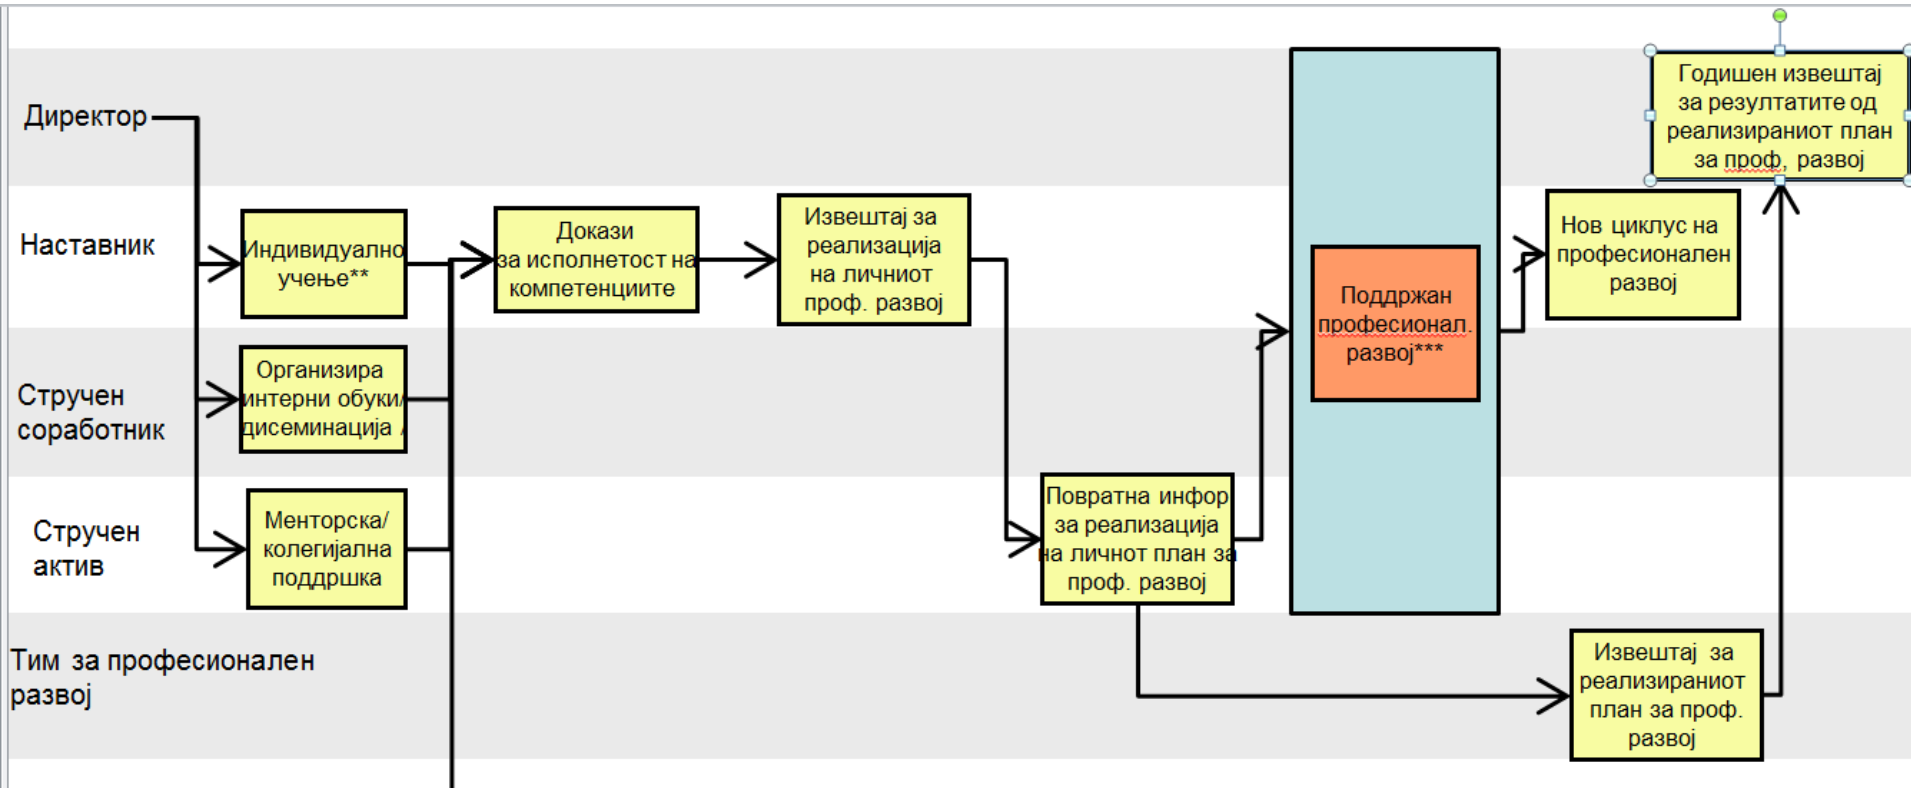 Директор
Годишен извештај
за резултатите од
реализираниот план
за проф, развој
Наставник
Индивидуално
учење**
Докази
за исполнетост на
компетенциите
Извештај за
реализација
на личниот
проф. развој
Поддржан
професионал.
развој***
Нов циклус на
професионален
развој
Стручен
соработник
Организира
интерни обуки/
дисеминација /
Стручен
актив
Менторска/
колегијална
поддршка
Повратна инфор
за реализација
на личнот план за
проф. развој
Тим за професионален
развој
Извештај за
реализираниот
план за проф.
развој